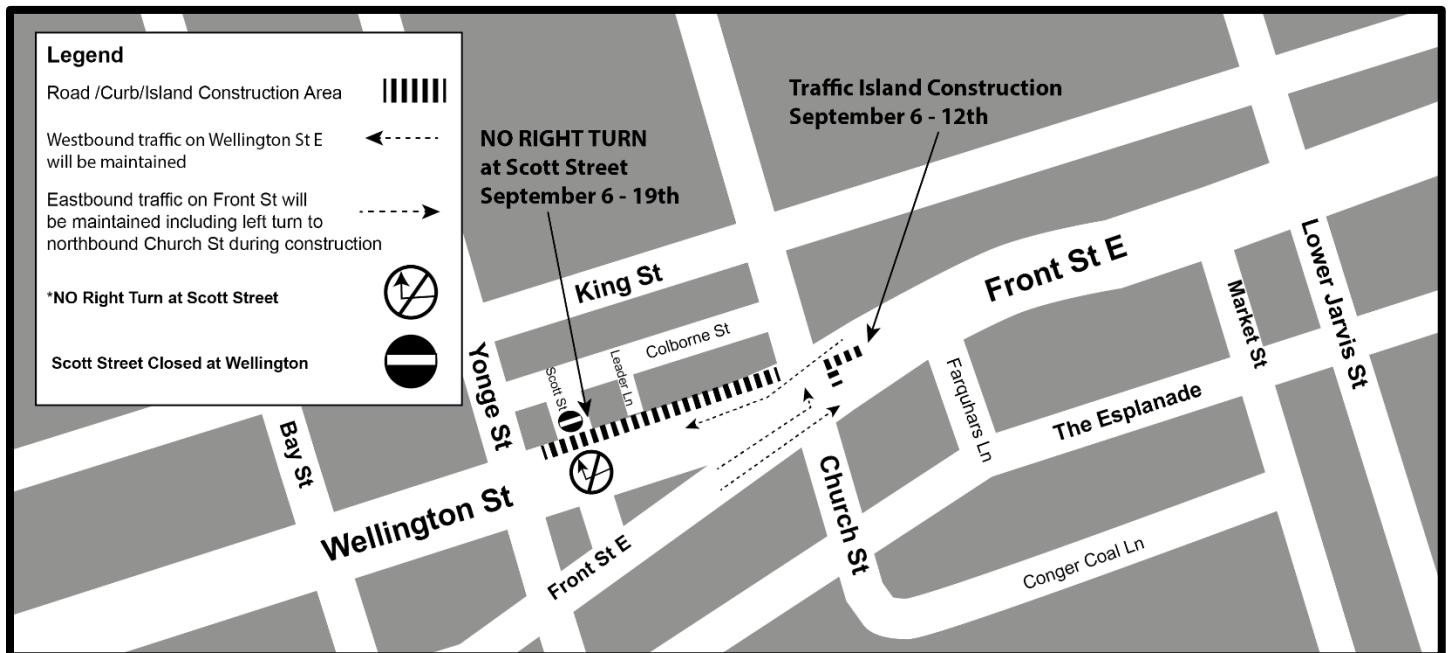 Legend
Road /Curb/Island Construction Area
Westbound traffic on Wellington St E
will be maintained
Eastbound traffic on Front St will
be maintained including left turn to
northbound Church St during construction
*NO Right Turn at Scott Street
Scott Street Closed at Wellington
NO RIGHT TURN
at Scott Street
September 6 - 19th
Traffic Island Construction
September 6 - 12th
King St
Colborne St
Leader Ln
Scott St
Yonge St
Bay St
Wellington St
Front St E
Front St E
Church St
Farquhars Ln
The Esplanade
Market St
Lower Jarvis St
Conger Coal Ln